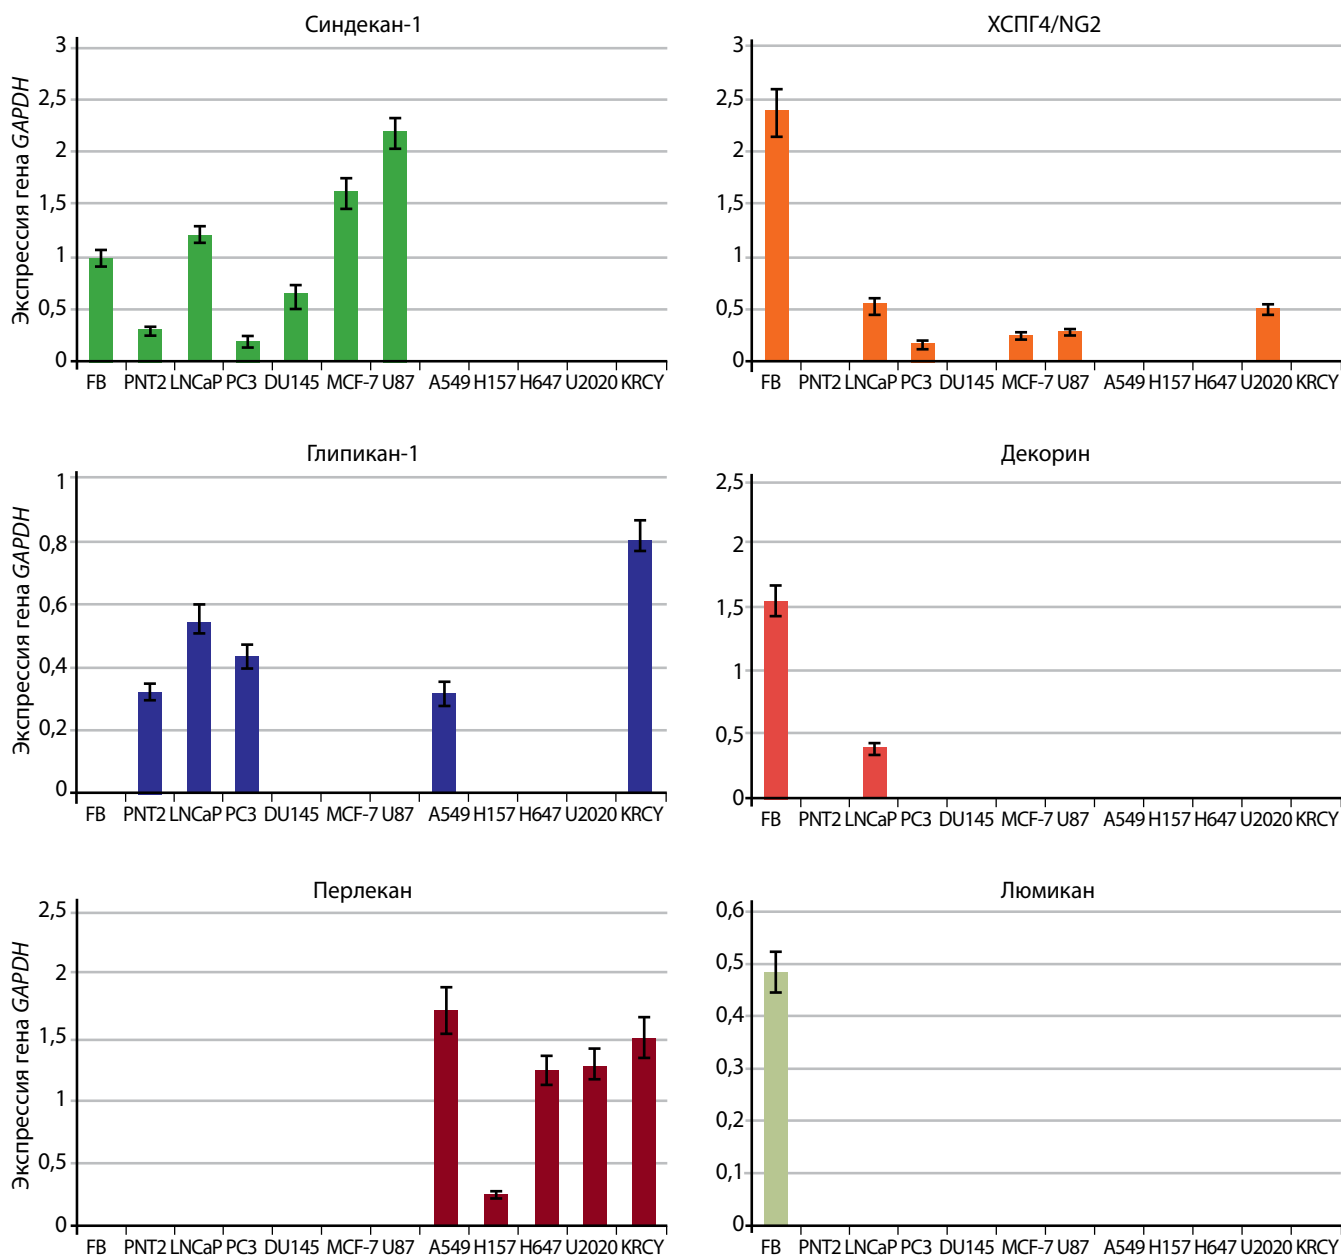 Синдекан-1
Экспрессия гена GAPDH
3
2,5
2
1,5
1
0,5
0
FB PNT2 LNCaP PC3 DU145 MCF-7 U87 A549 H157 H647 U2020 KRCY
ХСПГ4/NG2
3
2,5
2
1,5
1
0,5
0
FB PNT2 LNCaP PC3 DU145 MCF-7 U87 A549 H157 H647 U2020 KRCY
Глипикан-1
Экспрессия гена GAPDH
1
0,8
0,6
0,4
0,2
0
FB PNT2 LNCaP PC3 DU145 MCF-7 U87 A549 H157 H647 U2020 KRCY
Декорин
2,5
2
1,5
1
0,5
0
FB PNT2 LNCaP PC3 DU145 MCF-7 U87 A549 H157 H647 U2020 KRCY
Перлекан
Экспрессия гена GAPDH
2,5
2
1,5
1
0,5
0
FB PNT2 LNCaP PC3 DU145 MCF-7 U87 A549 H157 H647 U2020 KRCY
Люмикан
0,6
0,5
0,4
0,3
0,2
0,1
0
FB PNT2 LNCaP PC3 DU145 MCF-7 U87 A549 H157 H647 U2020 KRCY